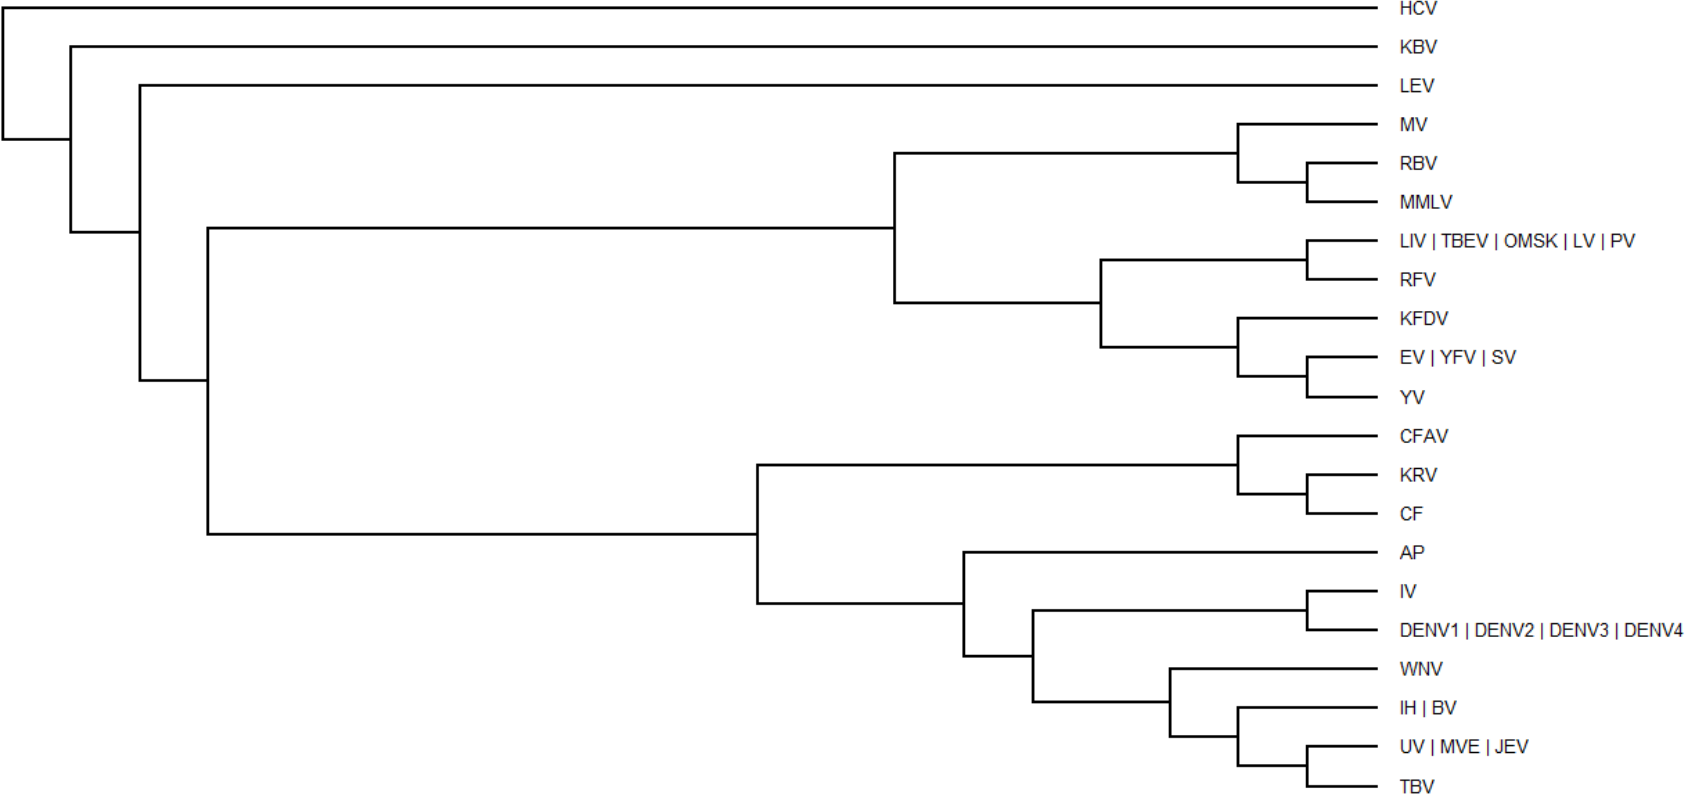 HCV
KBV
LEV
MV
RBV
MMLV
LIV | TBEV | OMSK | LV | PV
RFV
KFDV
EV | YFV | SV
YV
CFAV
KRV
CF
AP
IV
DENV1 | DENV2 | DENV3 | DENV4
WNV
IH | BV
UV | MVE | JEV
TBV